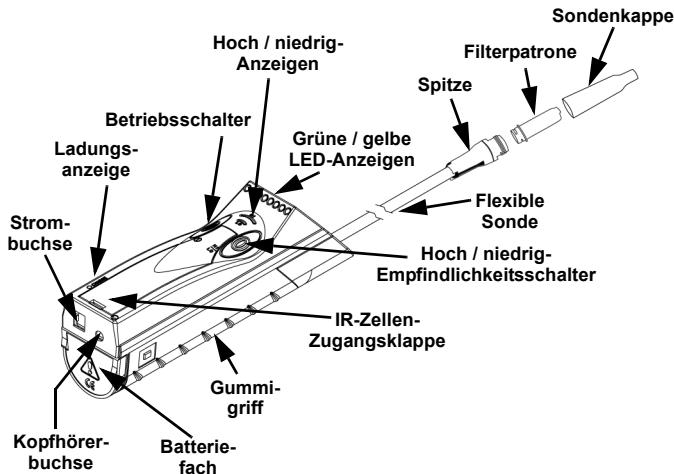 Sondenkappe
Filterpatrone
Spitze
Hoch / niedrig-
Anzeigen
Betriebsschalter
Grüne / gelbe
LED-Anzeigen
Ladungs-
anzeige
Strom-
buchse
Flexible
Sonde
Hoch / niedrig-
Empfindlichkeitsschalter
IR-Zellen-
Zugangsklappe
Gummi-
griff
Kopfhörer-
buchse
Batterie-
fach
CE